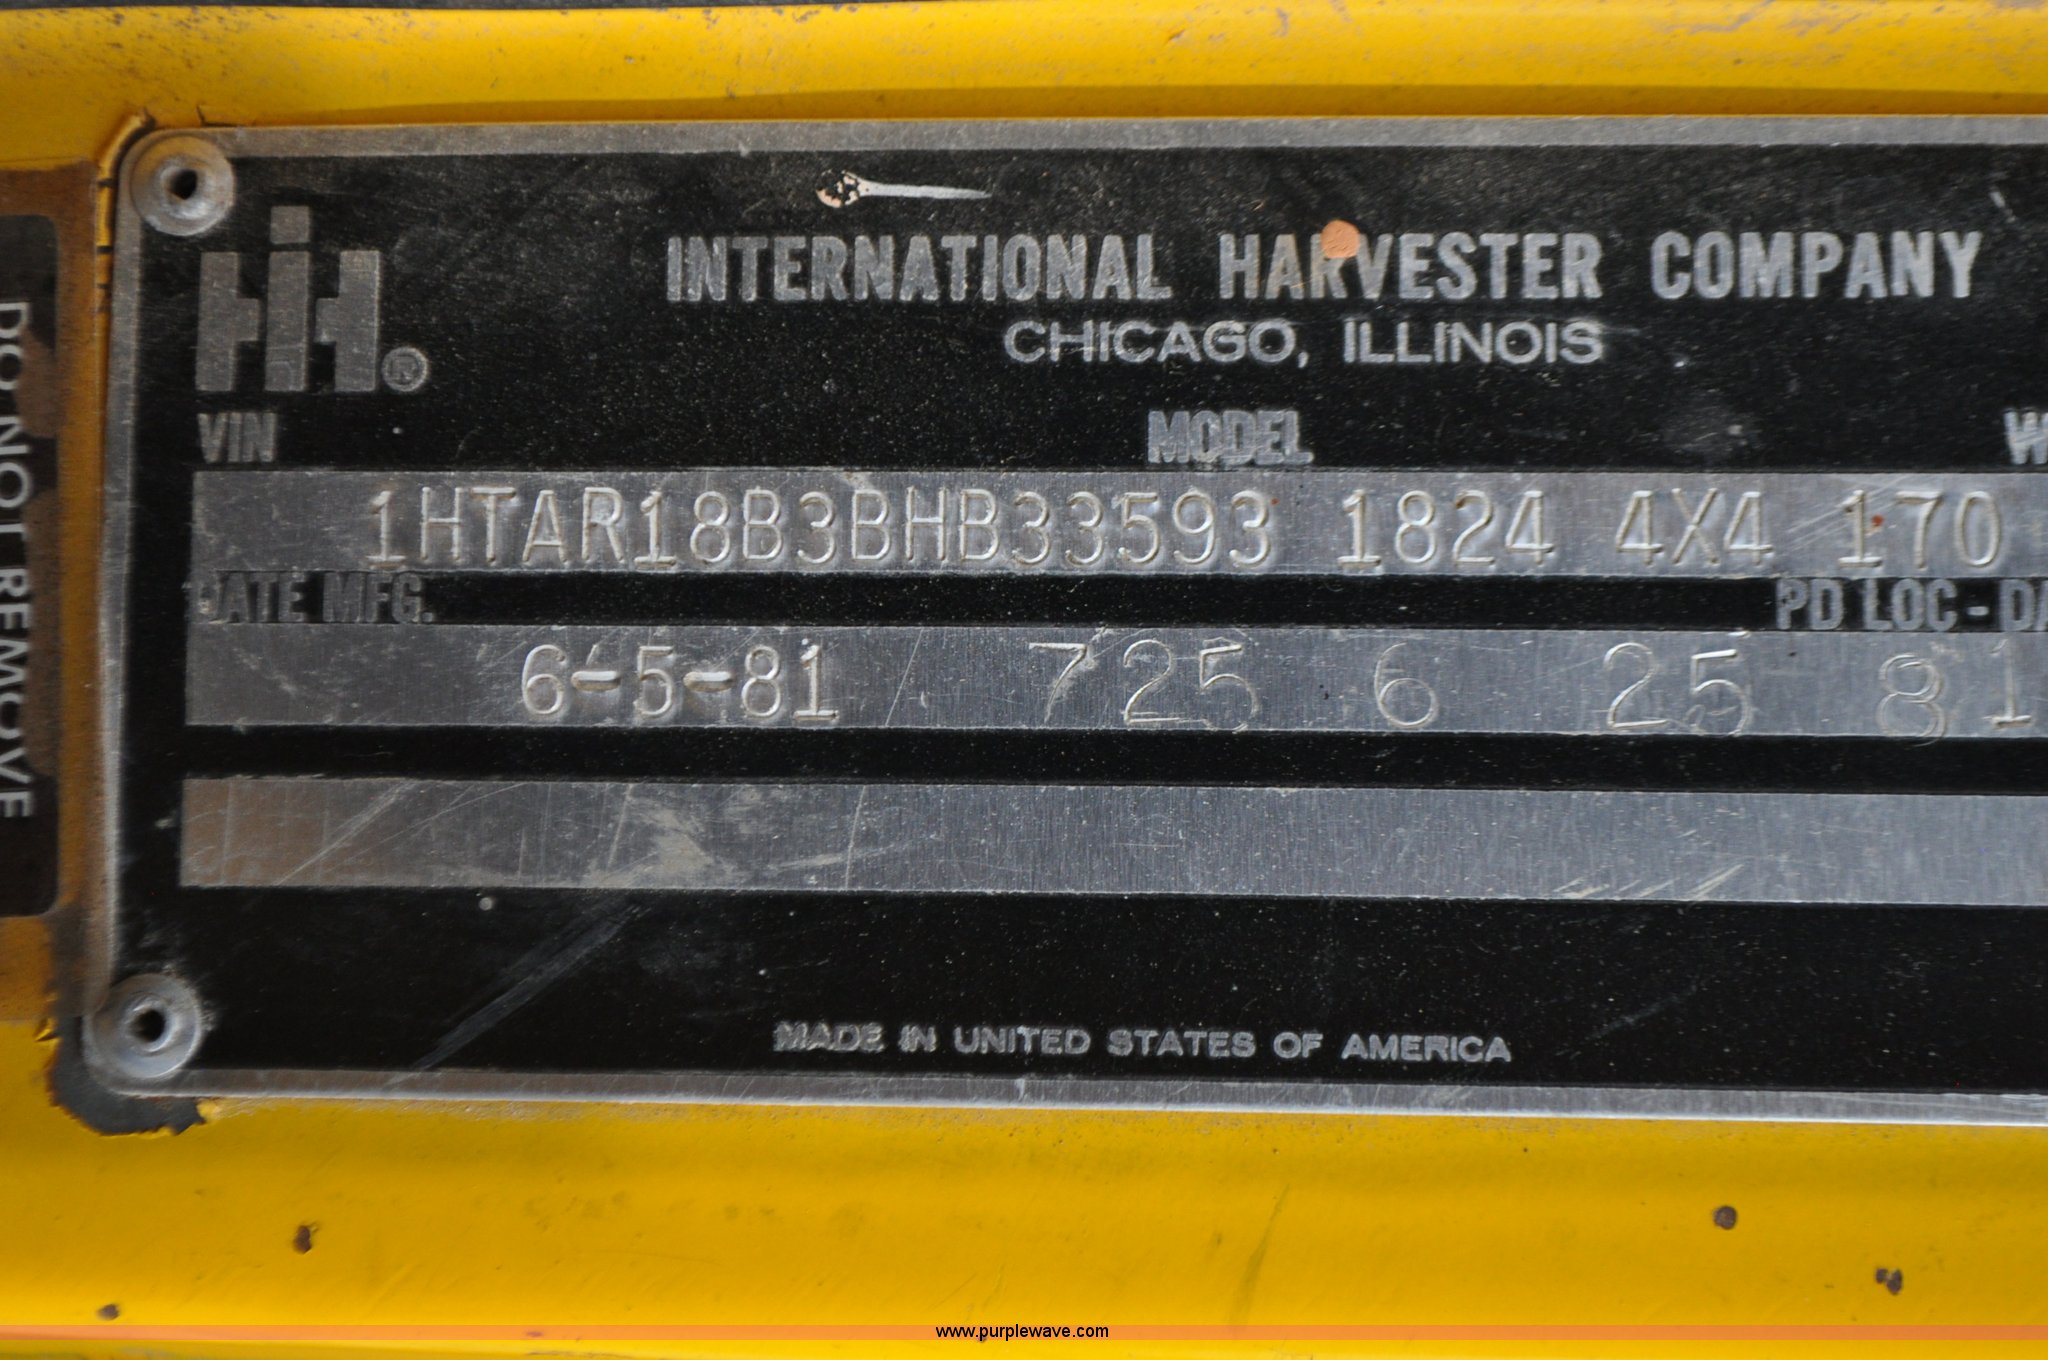 INTERNATIONAL HARVESTER COMPANY
CHICAGO, ILLINOIS
IH ®
VIN MODEL
1HTAR18B3BHB33593 1824 4X4 170
DATE MFG. PD LOC-DA
6-5-81 725 6 25 81
MADE IN UNITED STATES OF AMERICA
DO NOT REMOVE
www.purplewave.com